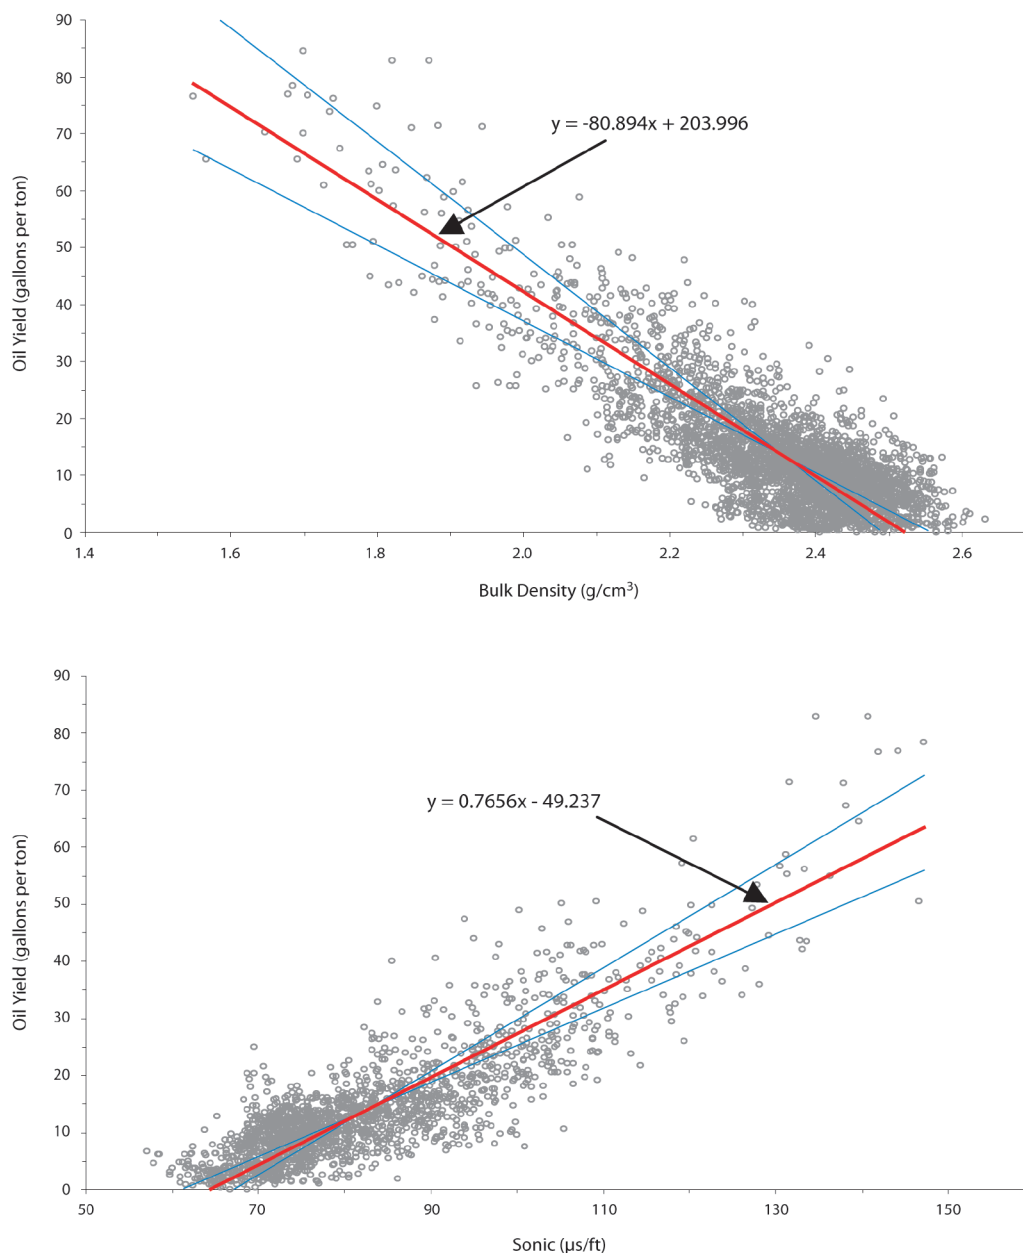 90
80
70
60
50
40
30
20
10
0
Oil Yield (gallons per ton)
y = -80.894x + 203.996
1.4 1.6 1.8 2.0 2.2 2.4 2.6
Bulk Density (g/cm³)
90
80
70
60
50
40
30
20
10
0
Oil Yield (gallons per ton)
y = 0.7656x - 49.237
50 70 90 110 130 150
Sonic (µs/ft)